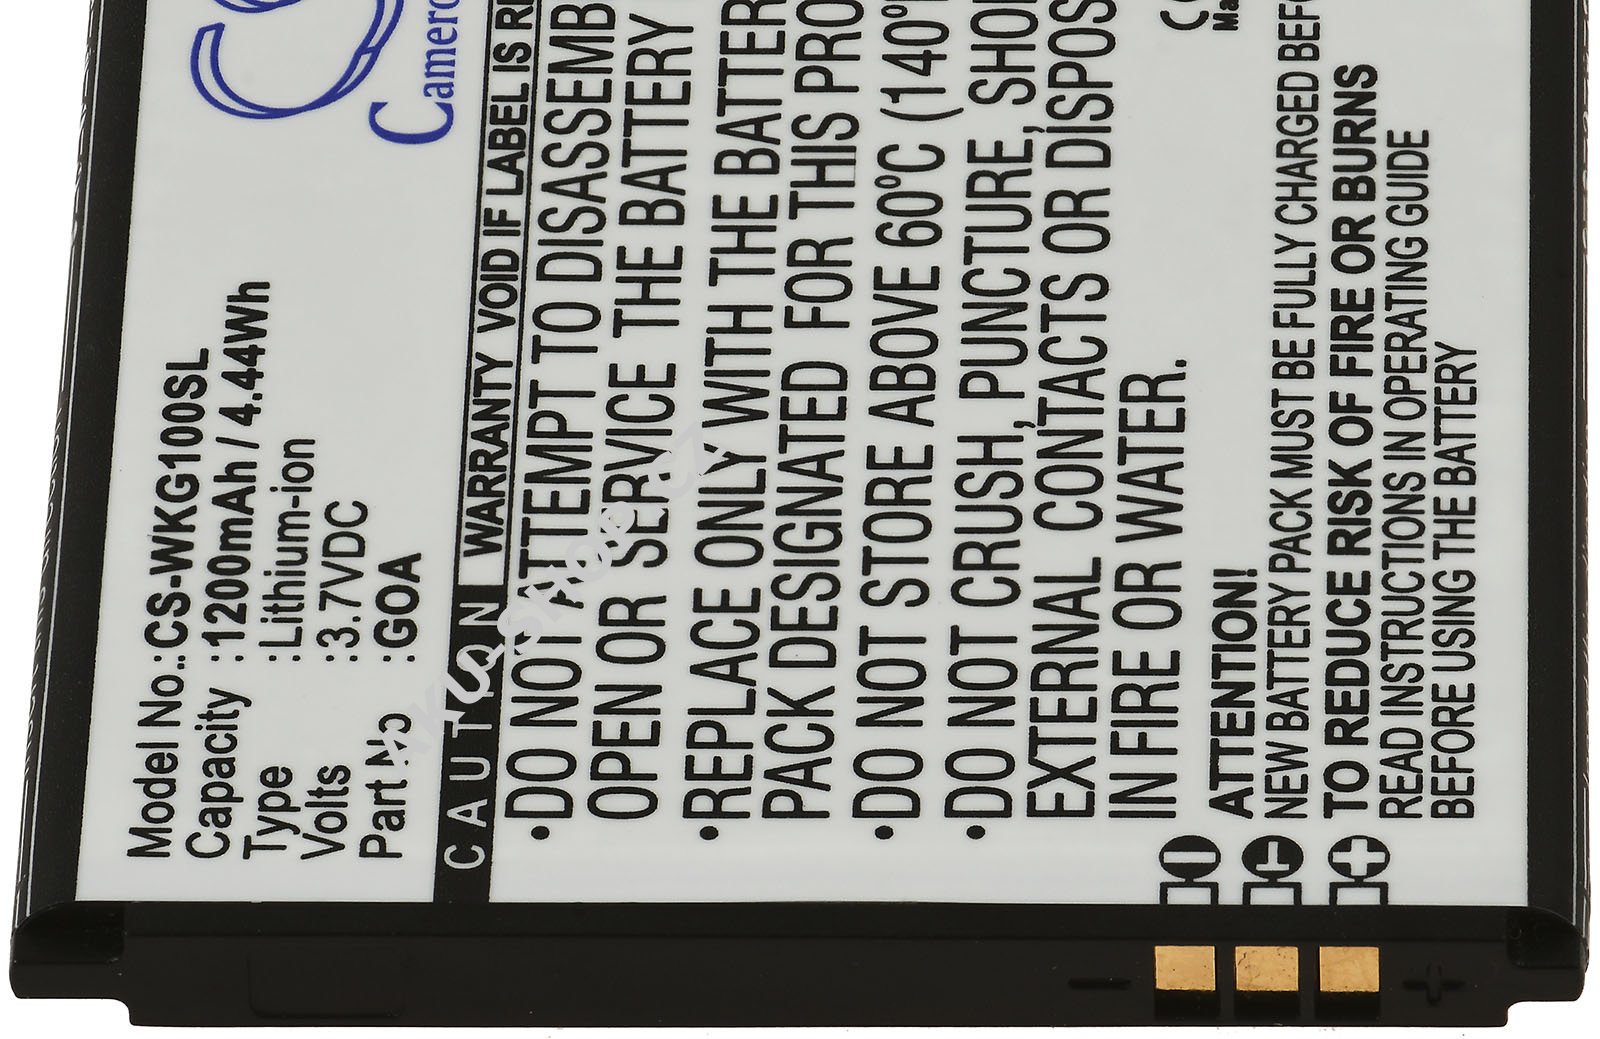 Model No.:CS-WKG100SL
Capacity :1200mAh / 4.44Wh
Type :Lithium-ion
Volts :3.7VDC
Part No :GOA
CAUTION WARRANTY VOID IF LABEL IS
•DO NOT ATTEMPT TO DISASSEMB
OPEN OR SERVICE THE BATTERY
•REPLACE ONLY WITH THE BATTER
PACK DESIGNATED FOR THIS PRO
•DO NOT STORE ABOVE 60°C (140°
•DO NOT CRUSH, PUNCTURE, SHO
EXTERNAL CONTACTS OR DISPOS
IN FIRE OR WATER.
ATTENTION!
NEW BATTERY PACK MUST BE FULLY CHARGED BEF
TO REDUCE RISK OF FIRE OR BURNS
READ INSTRUCTIONS IN OPERATING GUIDE
BEFORE USING THE BATTERY
AKU-SHOP.CZ
− +